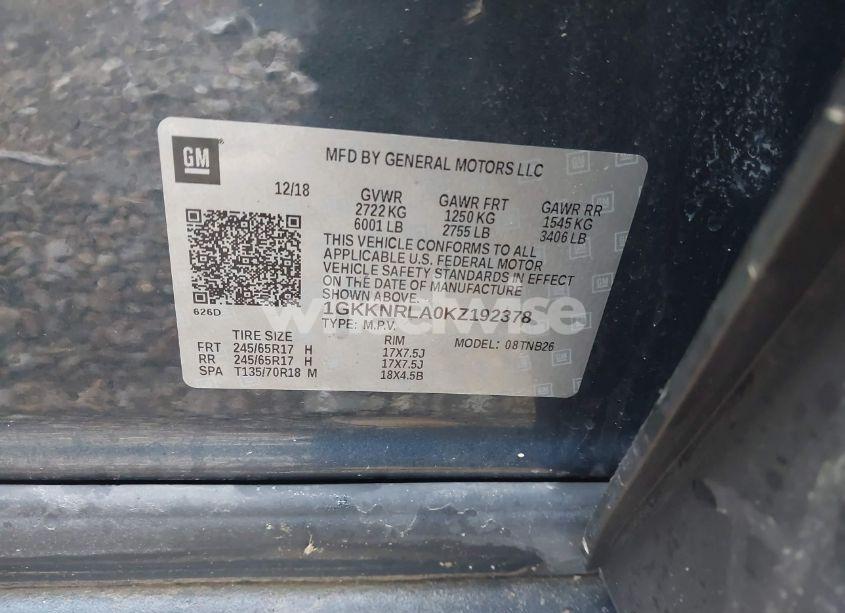 GM
MFD BY GENERAL MOTORS LLC
12/18
GVWR
2722 KG
6001 LB
GAWR FRT
1250 KG
2755 LB
GAWR RR
1545 KG
3406 LB
THIS VEHICLE CONFORMS TO ALL
APPLICABLE U.S. FEDERAL MOTOR
VEHICLE SAFETY STANDARDS IN EFFECT
ON THE DATE OF MANUFACTURE
SHOWN ABOVE.
626D
1GKKNRLA0KZ192378
TYPE: M.P.V.
MODEL: 08TNB26
TIRE SIZE RIM
FRT 245/65R17 H 17X7.5J
RR 245/65R17 H 17X7.5J
SPA T135/70R18 M 18X4.5B